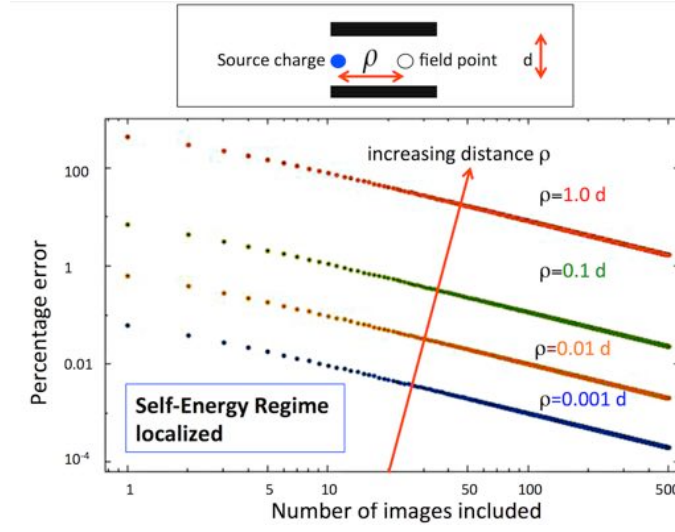 Source charge ρ field point d
increasing distance ρ
ρ=1.0 d
ρ=0.1 d
ρ=0.01 d
ρ=0.001 d
Self-Energy Regime
localized
Percentage error
100
1
0.01
10⁻⁴
1 5 10 50 100 500
Number of images included